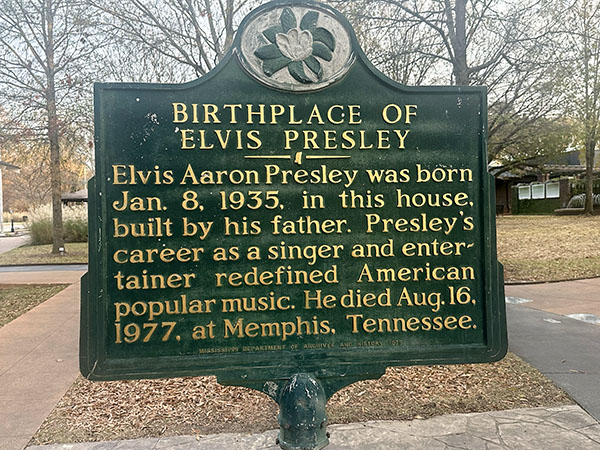 BIRTHPLACE OF
ELVIS PRESLEY
Elvis Aaron Presley was born
Jan. 8, 1935, in this house,
built by his father. Presley's
career as a singer and enter-
tainer redefined American
popular music. He died Aug. 16,
1977, at Memphis, Tennessee.
MISSISSIPPI DEPARTMENT OF ARCHIVES AND HISTORY